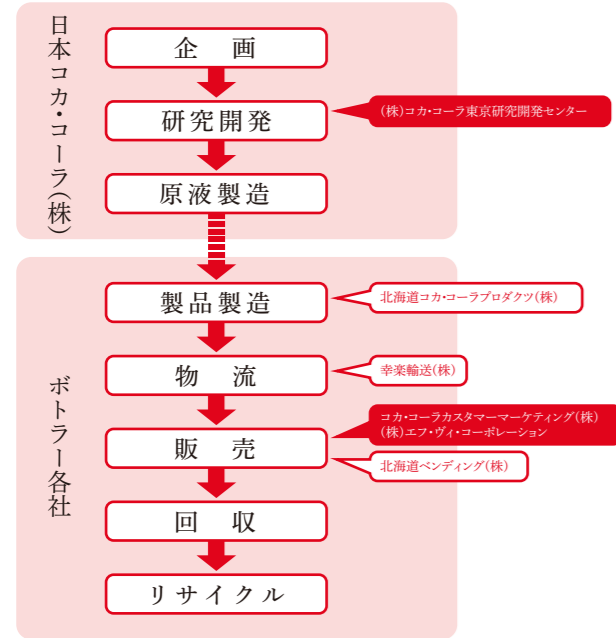 日本コカ・コーラ(株)
企　画
研究開発
(株)コカ・コーラ東京研究開発センター
原液製造
ボトラー各社
製品製造
北海道コカ・コーラプロダクツ(株)
物　流
幸楽輸送(株)
販　売
コカ・コーラカスタマーマーケティング(株)
(株)エフ・ヴィ・コーポレーション
北海道ベンディング(株)
回　収
リサイクル